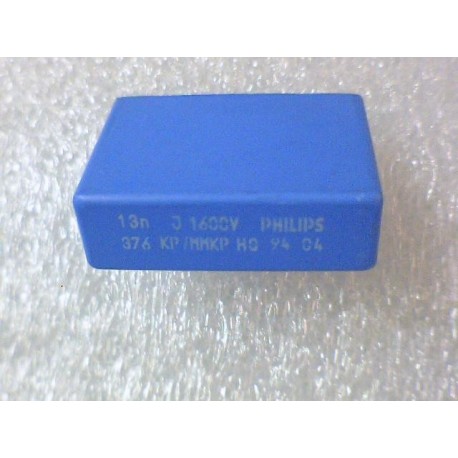 13n J 1600V PHILIPS
376 KP/MMKP HQ 94 04